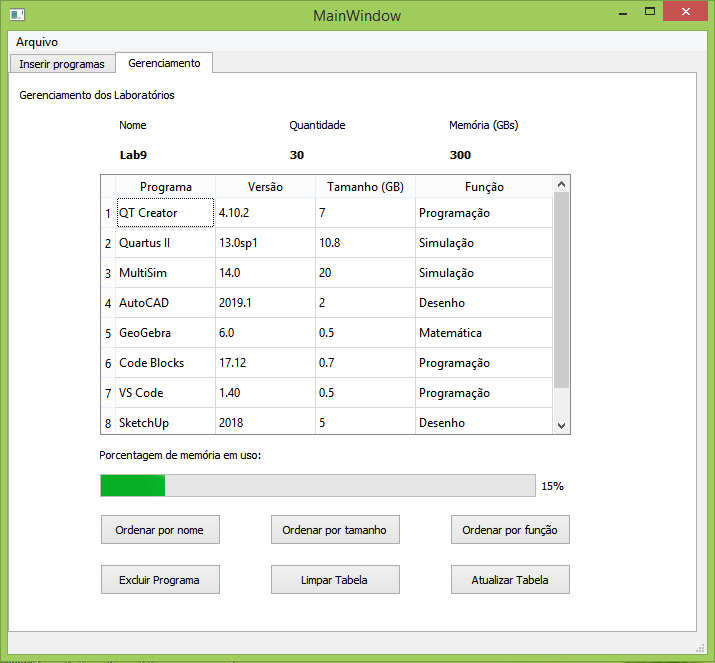 MainWindow
Arquivo
Inserir programas Gerenciamento
Gerenciamento dos Laboratórios
Nome Quantidade Memória (GBs)
Lab9 30 300
Programa Versão Tamanho (GB) Função
1 QT Creator 4.10.2 7 Programação
2 Quartus II 13.0sp1 10.8 Simulação
3 MultiSim 14.0 20 Simulação
4 AutoCAD 2019.1 2 Desenho
5 GeoGebra 6.0 0.5 Matemática
6 Code Blocks 17.12 0.7 Programação
7 VS Code 1.40 0.5 Programação
8 SketchUp 2018 5 Desenho
Porcentagem de memória em uso:
15%
Ordenar por nome Ordenar por tamanho Ordenar por função
Excluir Programa Limpar Tabela Atualizar Tabela